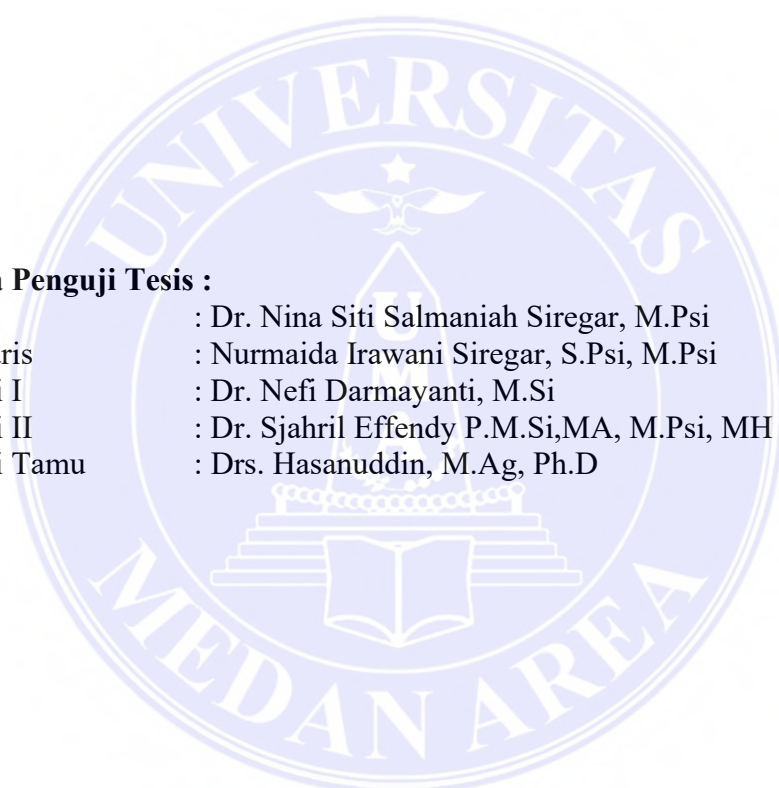 UNIVERSITAS
Penguji Tesis :
: Dr. Nina Siti Salmaniah Siregar, M.Psi
ris : Nurmaida Irawani Siregar, S.Psi, M.Psi
i I : Dr. Nefi Darmayanti, M.Si
i II : Dr. Sjahril Effendy P.M.Si,MA, M.Psi, MH
i Tamu : Drs. Hasanuddin, M.Ag, Ph.D
UMA
MEDAN AREA